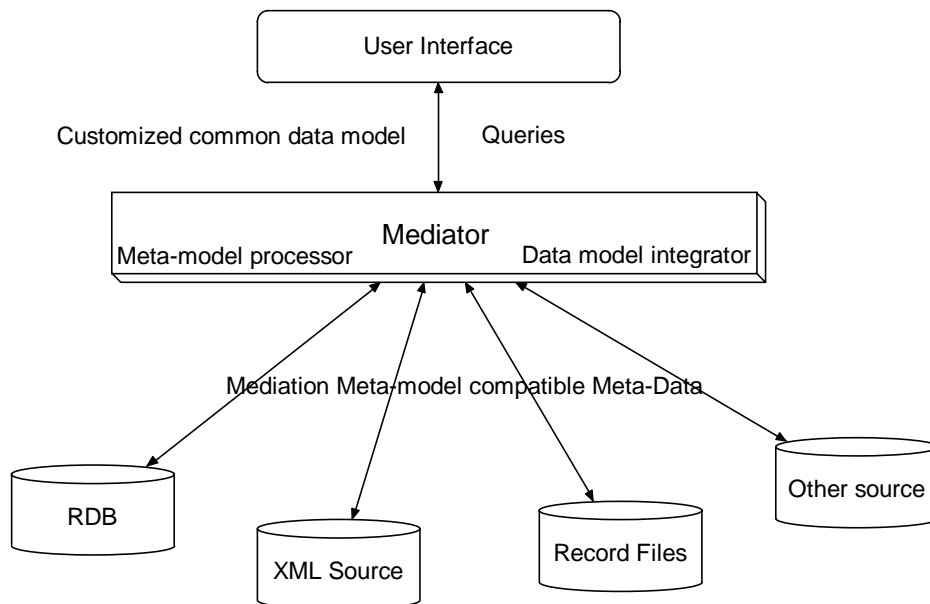 User Interface
Customized common data model
Queries
Mediator
Meta-model processor
Data model integrator
Mediation Meta-model compatible Meta-Data
RDB
XML Source
Record Files
Other source